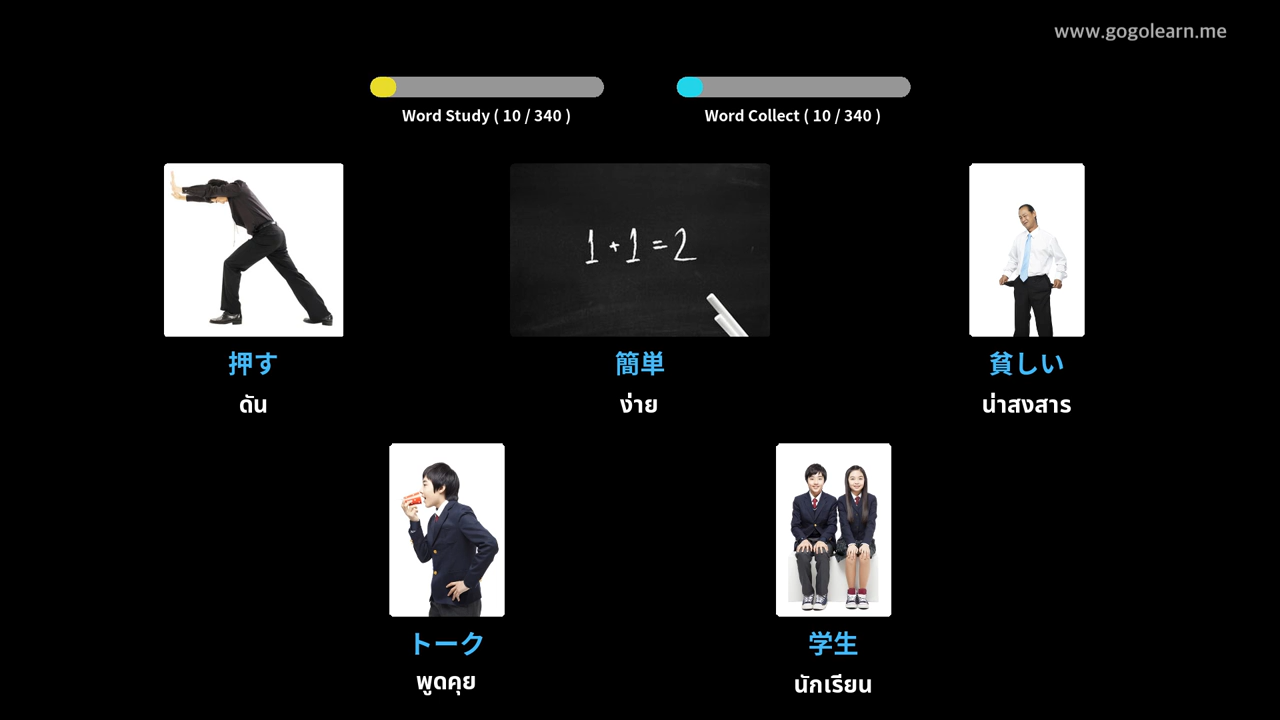 www.gogolearn.me
Word Study ( 10 / 340 )
Word Collect ( 10 / 340 )
1 + 1 = 2
押す
ดัน
簡単
ง่าย
貧しい
น่าสงสาร
トーク
พูดคุย
学生
นักเรียน